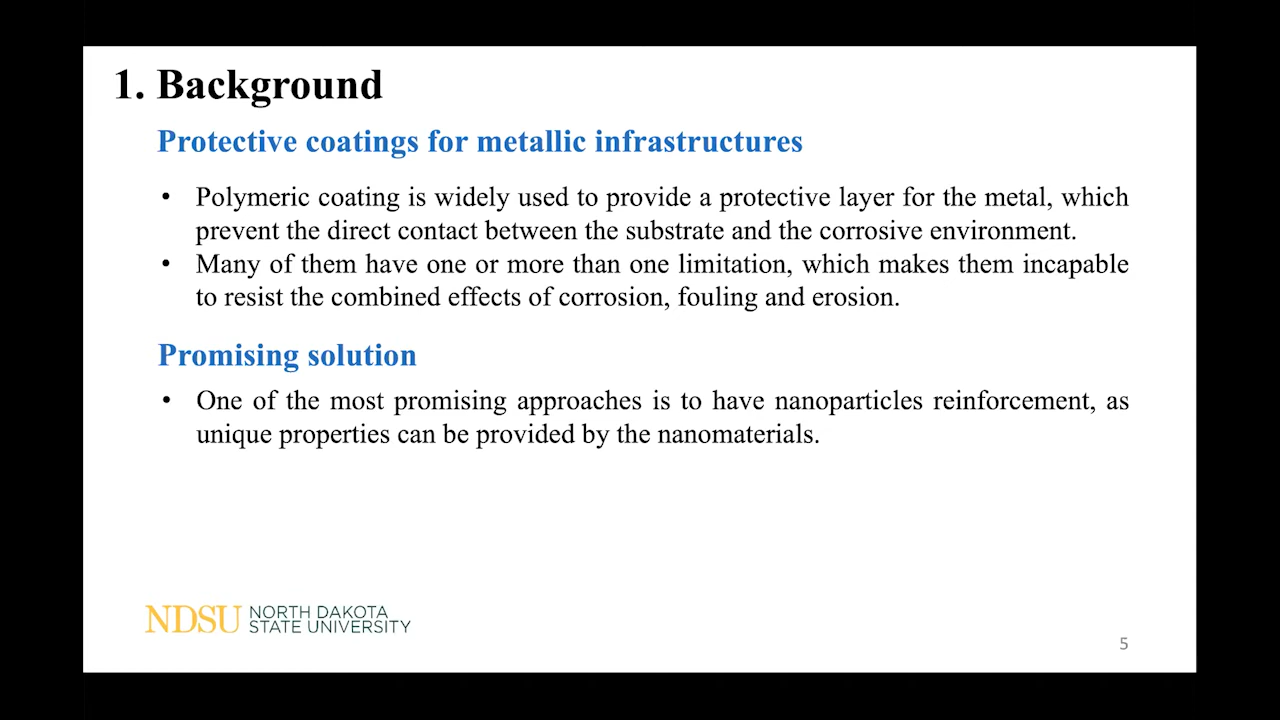 1. Background
Protective coatings for metallic infrastructures
• Polymeric coating is widely used to provide a protective layer for the metal, which
prevent the direct contact between the substrate and the corrosive environment.
• Many of them have one or more than one limitation, which makes them incapable
to resist the combined effects of corrosion, fouling and erosion.
Promising solution
• One of the most promising approaches is to have nanoparticles reinforcement, as
unique properties can be provided by the nanomaterials.
NDSU NORTH DAKOTA
STATE UNIVERSITY
5